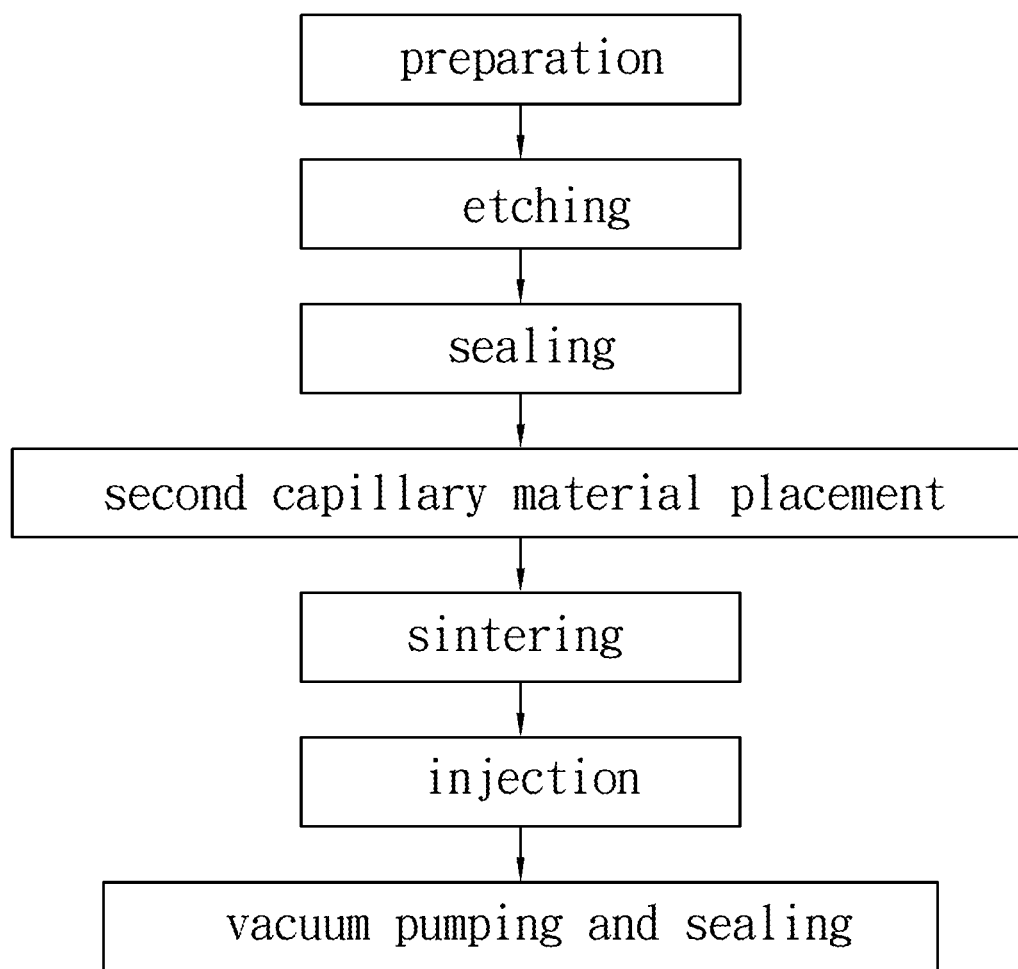 preparation
etching
sealing
second capillary material placement
sintering
injection
vacuum pumping and sealing